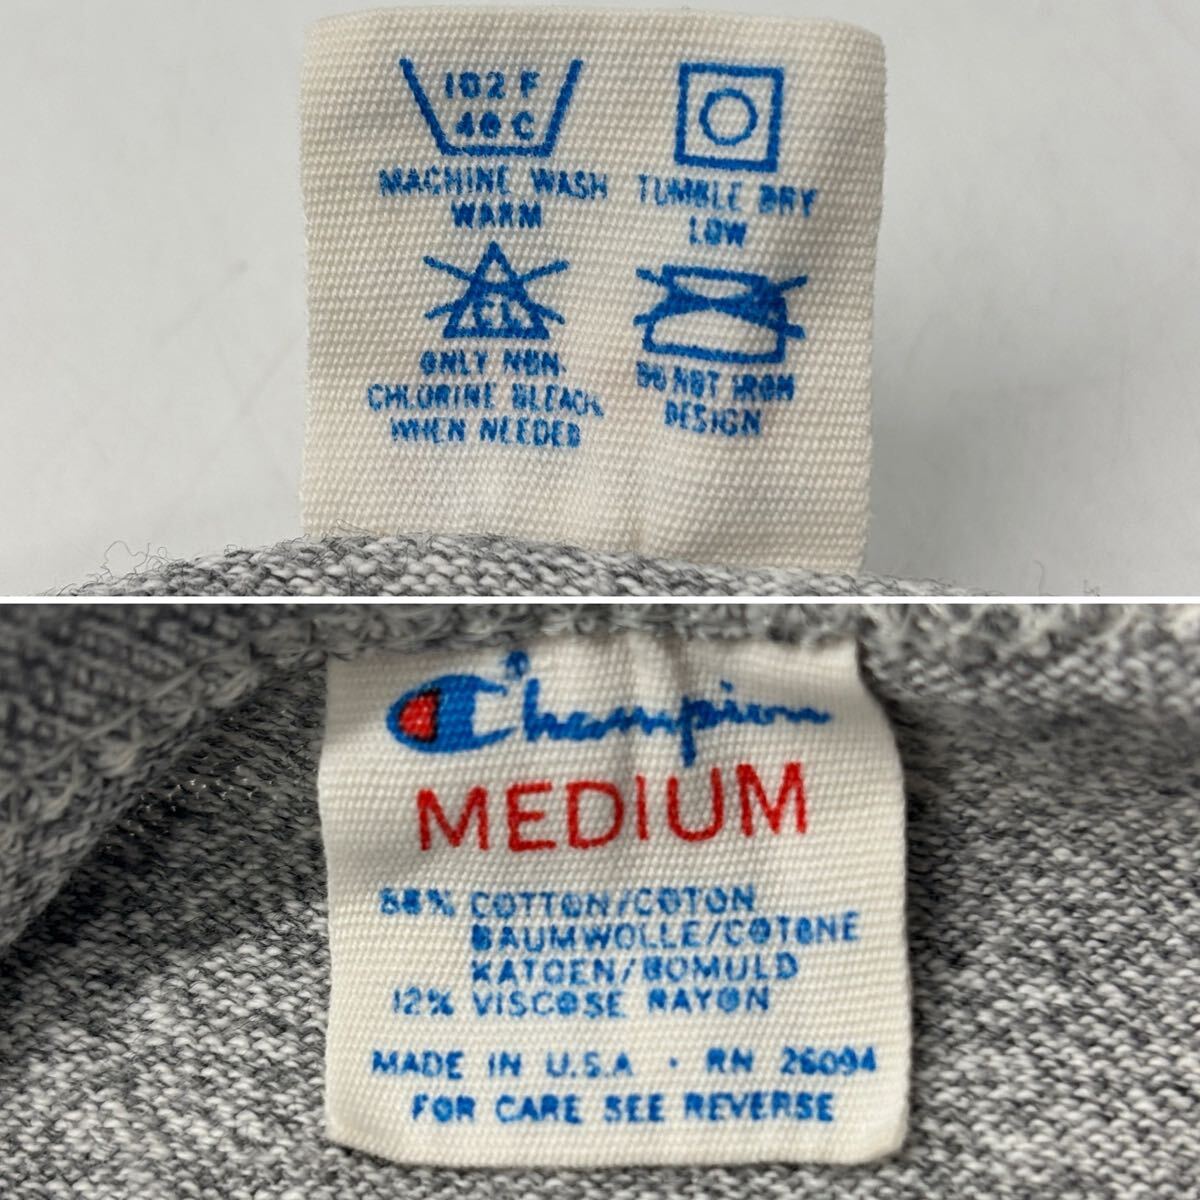 102 F
40 C
MACHINE WASH
WARM
TUMBLE DRY
LOW
CL
ONLY NON
CHLORINE BLEACH
WHEN NEEDED
DO NOT IRON
DESIGN
Champion®
MEDIUM
88% COTTON/COTON
BAUMWOLLE/COTONE
KATOEN/BOMULD
12% VISCOSE RAYON
MADE IN U.S.A • RN 26094
FOR CARE SEE REVERSE